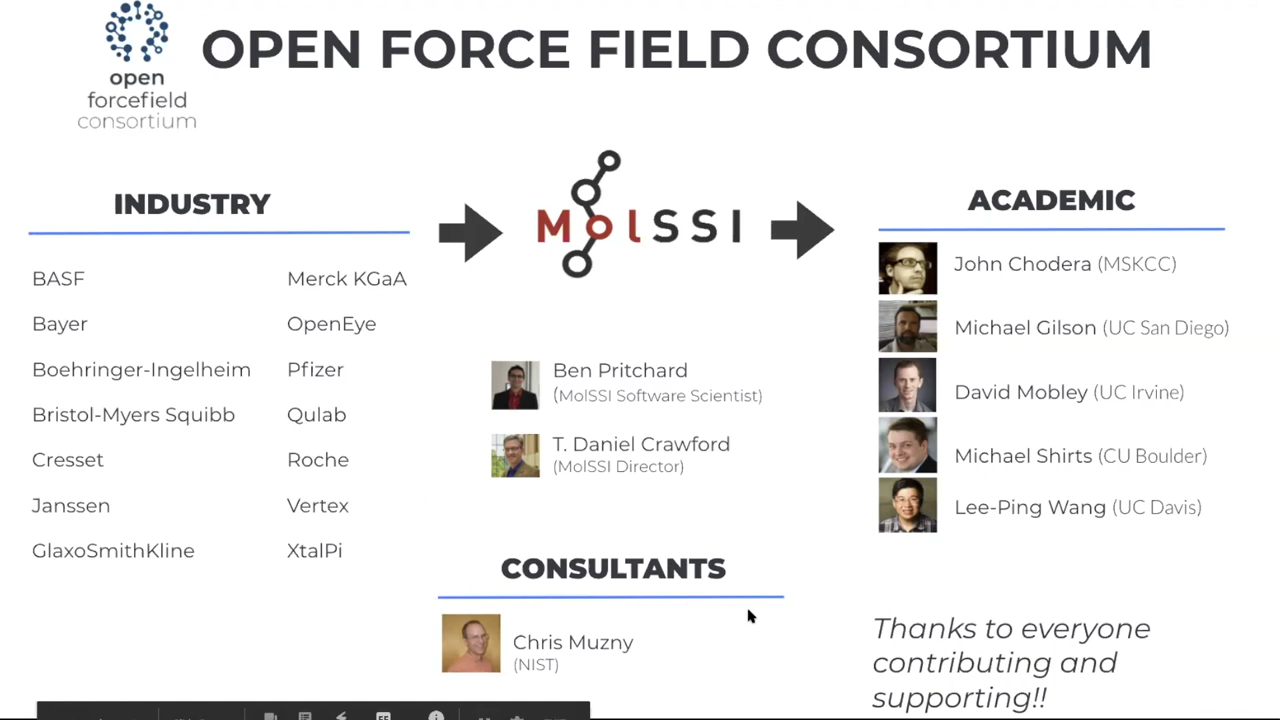 open
forcefield
consortium
OPEN FORCE FIELD CONSORTIUM
INDUSTRY
BASF
Bayer
Boehringer-Ingelheim
Bristol-Myers Squibb
Cresset
Janssen
GlaxoSmithKline
Merck KGaA
OpenEye
Pfizer
Qulab
Roche
Vertex
XtalPi
MolSSI
Ben Pritchard
(MolSSI Software Scientist)
T. Daniel Crawford
(MolSSI Director)
CONSULTANTS
Chris Muzny
(NIST)
ACADEMIC
John Chodera (MSKCC)
Michael Gilson (UC San Diego)
David Mobley (UC Irvine)
Michael Shirts (CU Boulder)
Lee-Ping Wang (UC Davis)
Thanks to everyone
contributing and
supporting!!